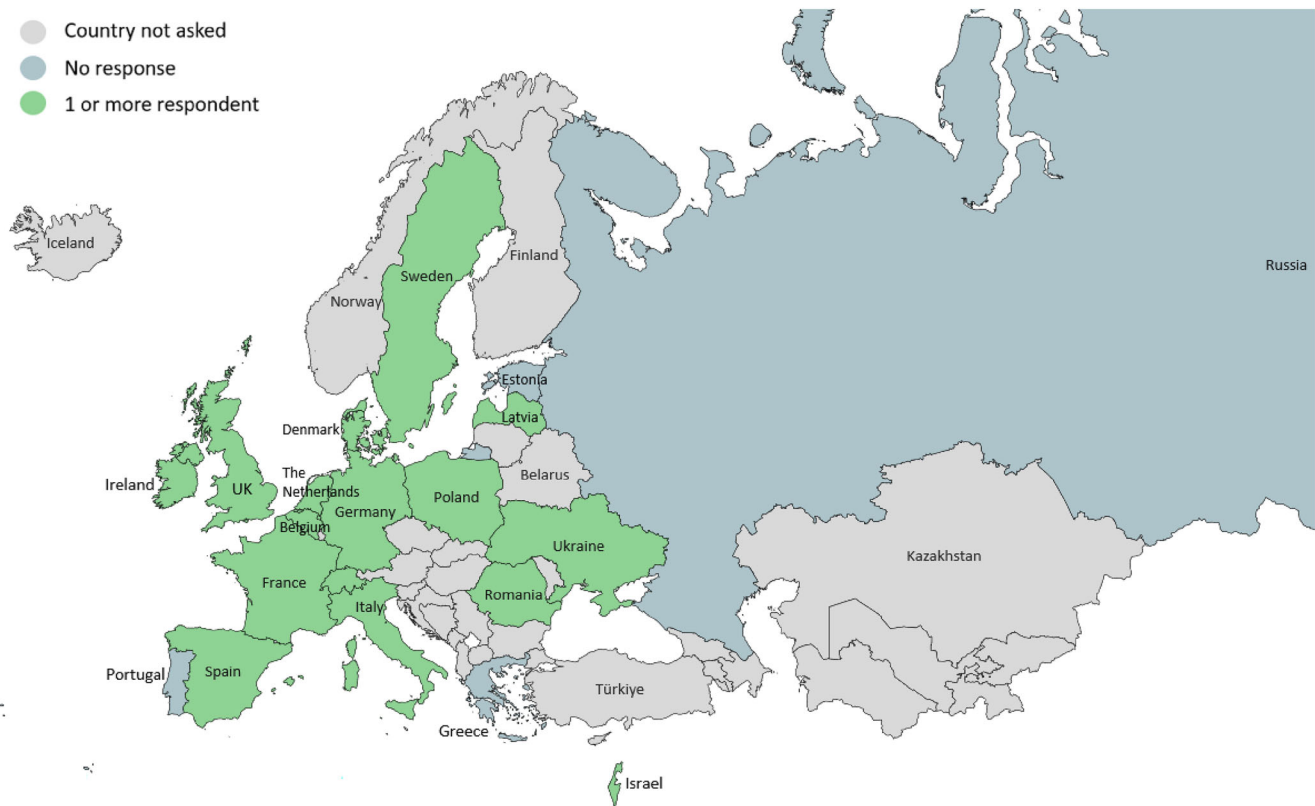 Country not asked
No response
1 or more respondent
Iceland
Finland
Russia
Sweden
Norway
Estonia
Latvia
Denmark
Belarus
The
Netherlands
Ireland
UK
Poland
Germany
Belgium
Ukraine
Kazakhstan
France
Romania
Italy
Portugal
Spain
Türkiye
Greece
Israel